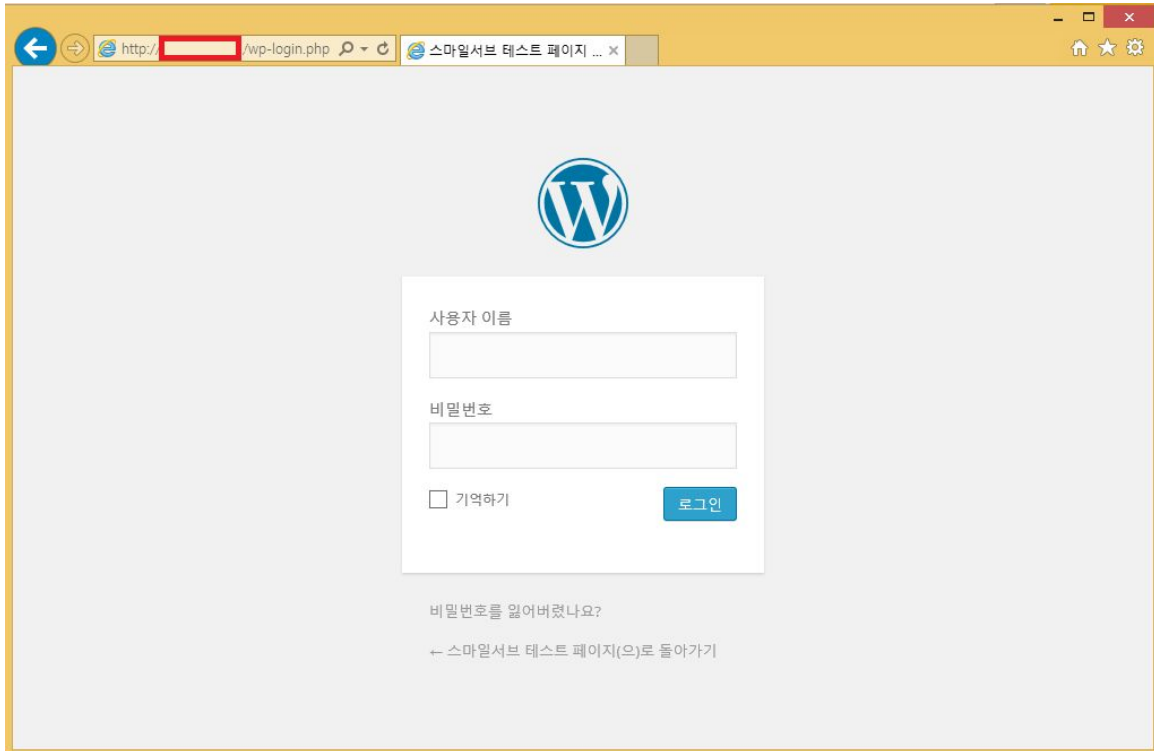 http:// /wp-login.php
스마일서브 테스트 페이지 ...
사용자 이름
비밀번호
기억하기
로그인
비밀번호를 잃어버렸나요?
← 스마일서브 테스트 페이지(으)로 돌아가기